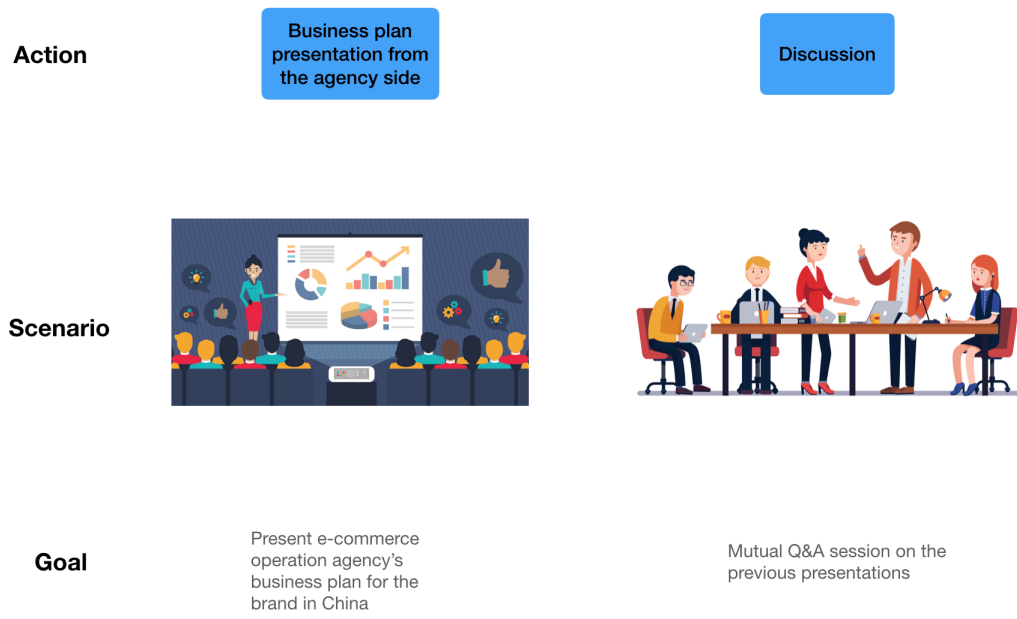 Action
Business plan
presentation from
the agency side
Discussion
Scenario
Goal
Present e-commerce
operation agency’s
business plan for the
brand in China
Mutual Q&A session on the
previous presentations